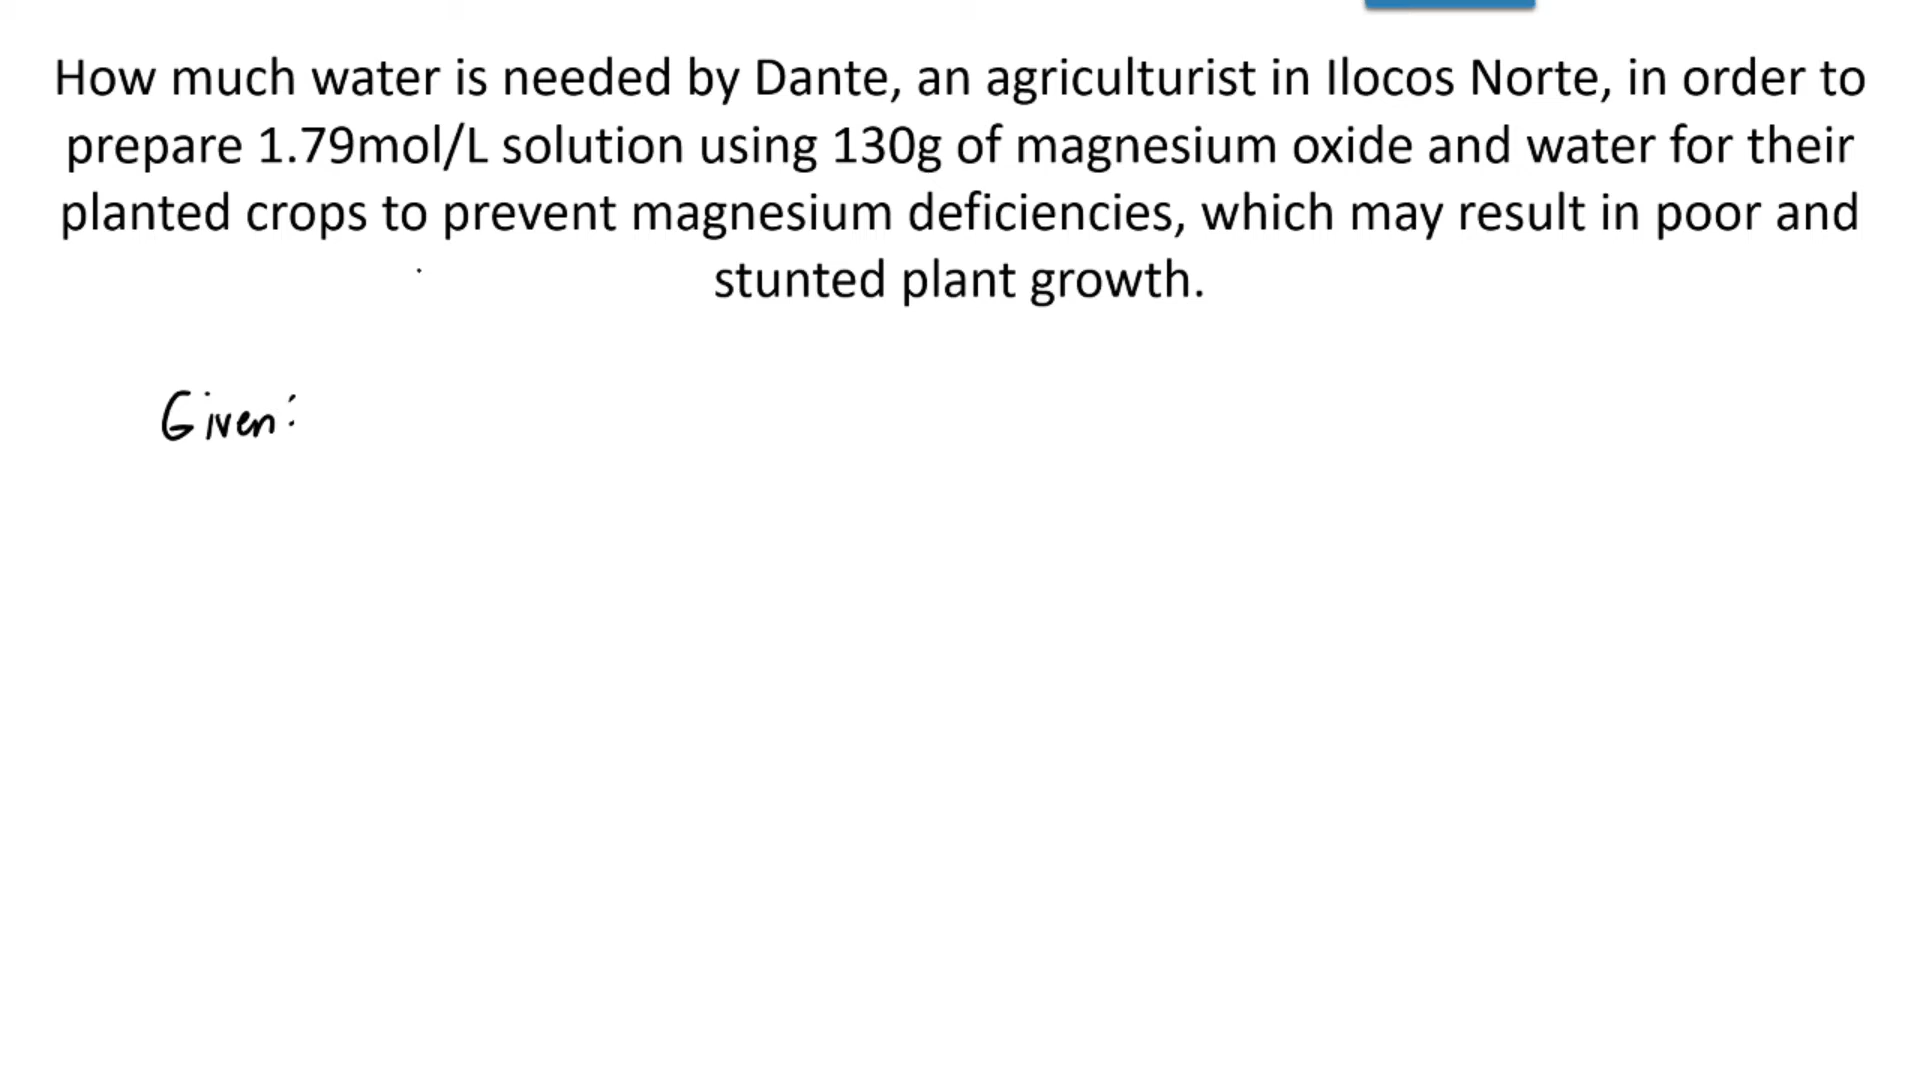 How much water is needed by Dante, an agriculturist in Ilocos Norte, in order to
prepare 1.79mol/L solution using 130g of magnesium oxide and water for their
planted crops to prevent magnesium deficiencies, which may result in poor and
stunted plant growth.
Given: